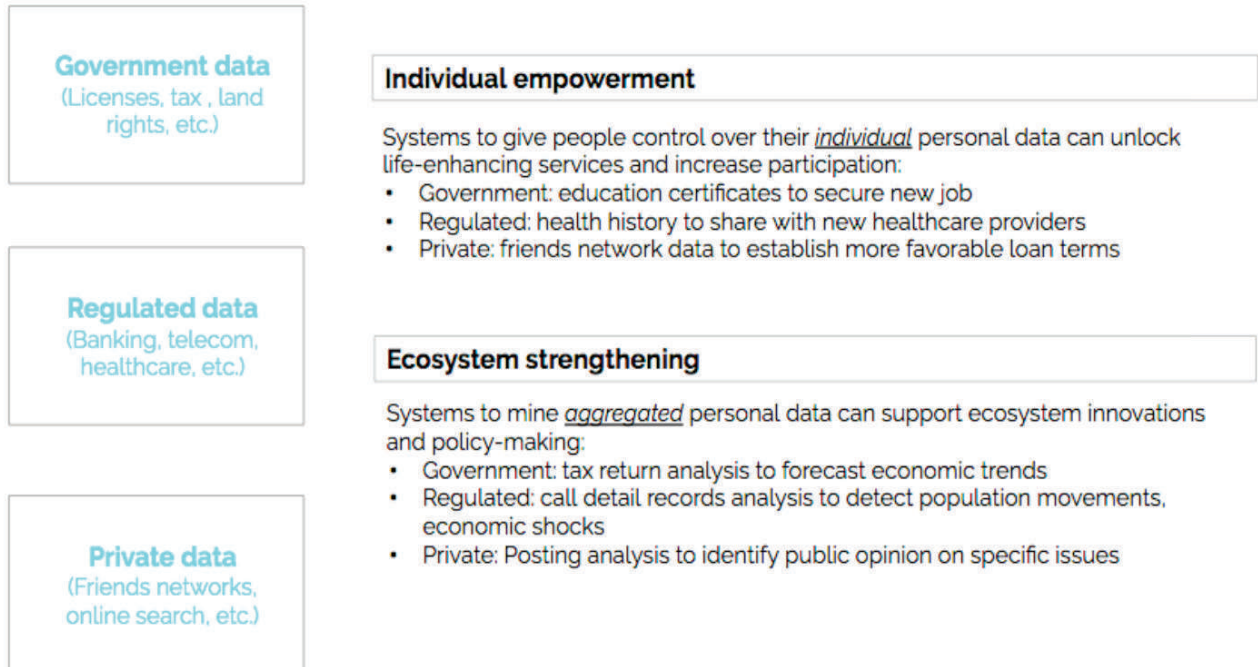 Government data
(Licenses, tax , land
rights, etc.)
Regulated data
(Banking, telecom,
healthcare, etc.)
Private data
(Friends networks,
online search, etc.)
Individual empowerment
Systems to give people control over their individual personal data can unlock
life-enhancing services and increase participation:
• Government: education certificates to secure new job
• Regulated: health history to share with new healthcare providers
• Private: friends network data to establish more favorable loan terms
Ecosystem strengthening
Systems to mine aggregated personal data can support ecosystem innovations
and policy-making:
• Government: tax return analysis to forecast economic trends
• Regulated: call detail records analysis to detect population movements,
economic shocks
• Private: Posting analysis to identify public opinion on specific issues